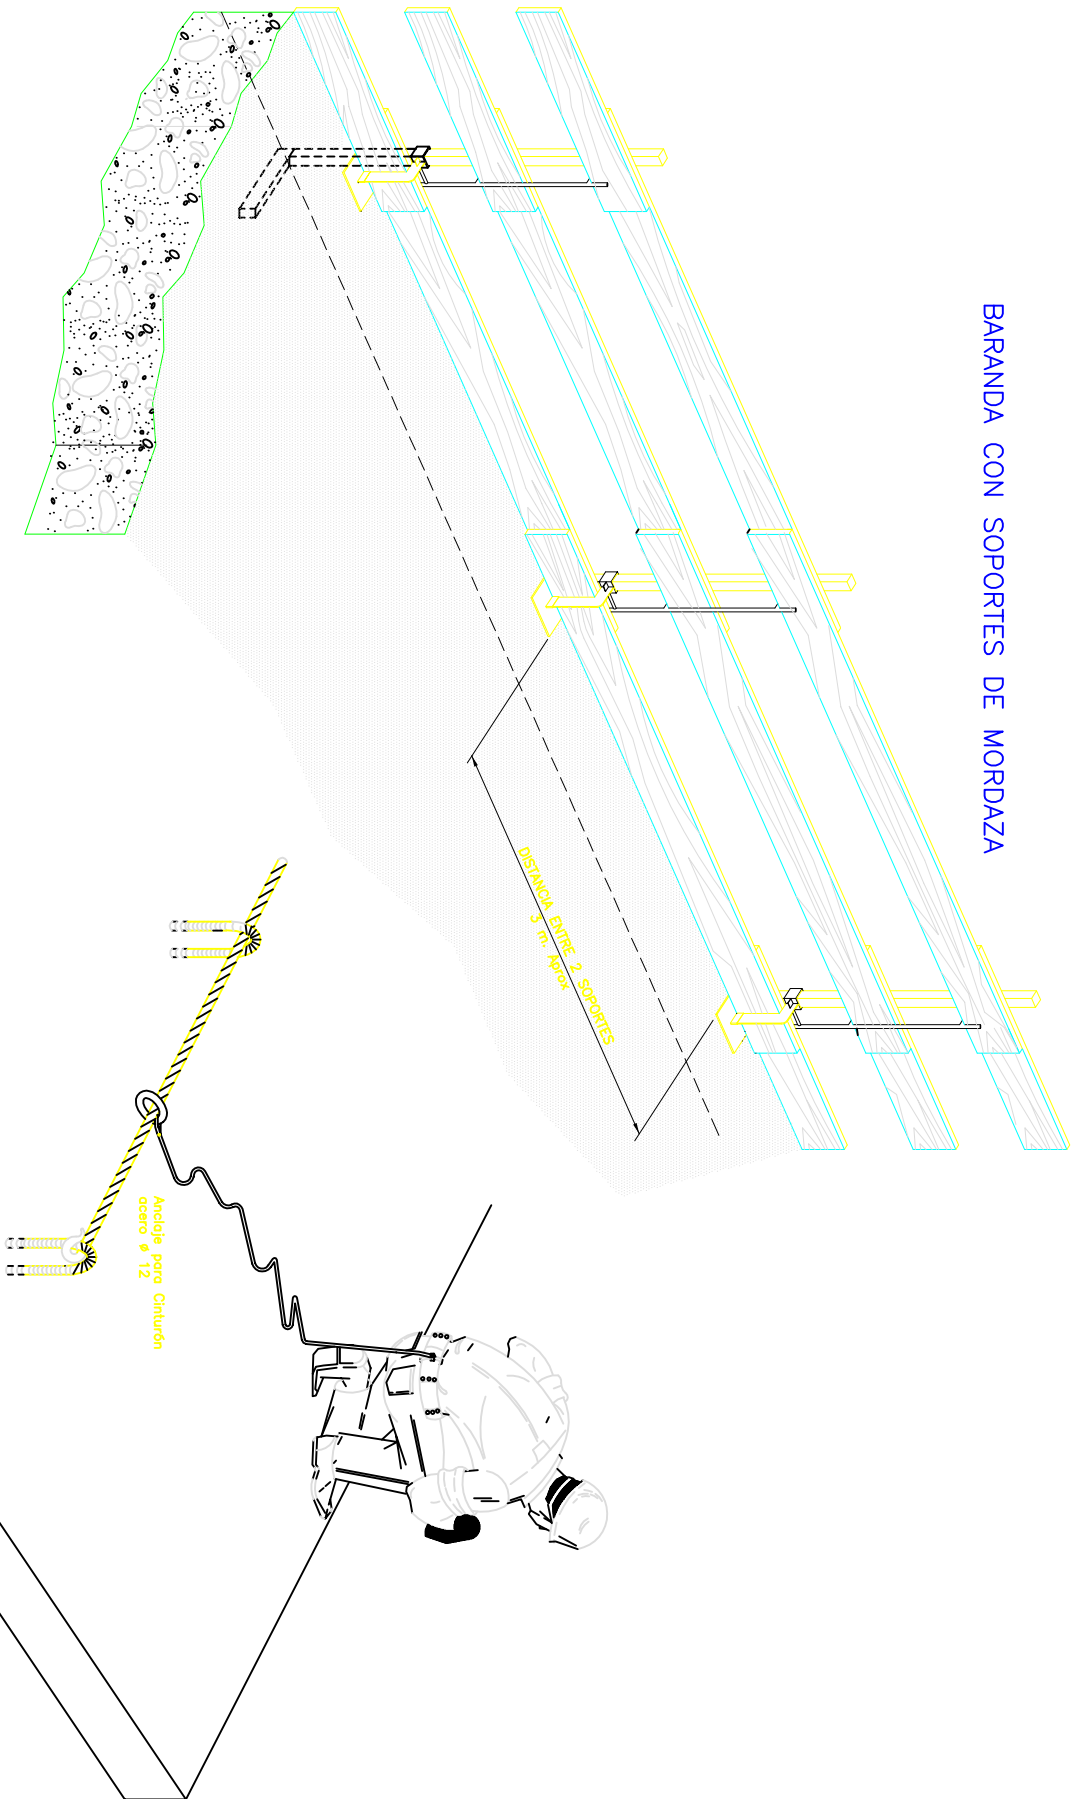 BARANDA CON SOPORTES DE MORDAZA
DISTANCIA ENTRE 2 SOPORTES
3 m. Aprox
Anclaje para Cinturón
acero ø 12